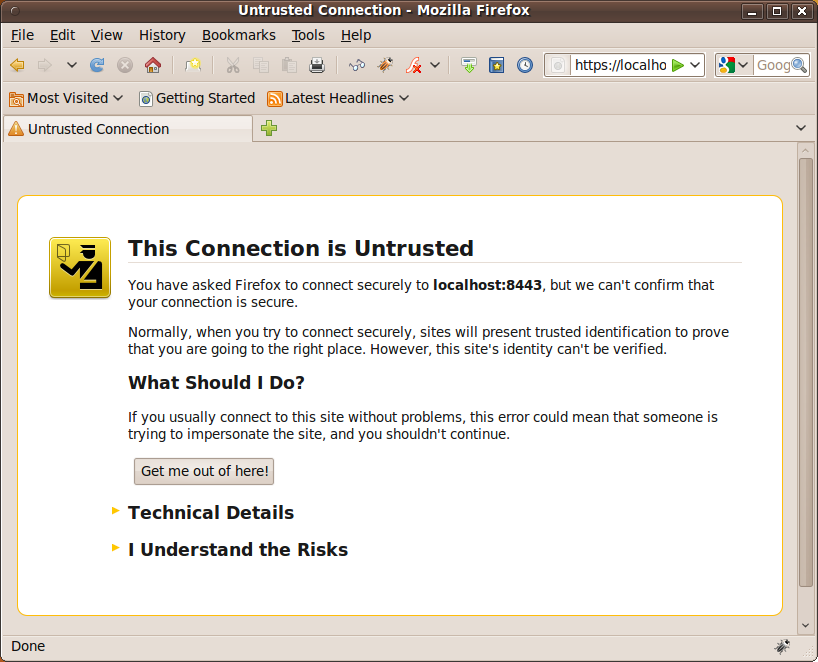 Untrusted Connection - Mozilla Firefox
File Edit View History Bookmarks Tools Help
https://localho
Goog
Most Visited Getting Started Latest Headlines
Untrusted Connection
This Connection is Untrusted
You have asked Firefox to connect securely to localhost:8443, but we can't confirm that
your connection is secure.
Normally, when you try to connect securely, sites will present trusted identification to prove
that you are going to the right place. However, this site's identity can't be verified.
What Should I Do?
If you usually connect to this site without problems, this error could mean that someone is
trying to impersonate the site, and you shouldn't continue.
Get me out of here!
Technical Details
I Understand the Risks
Done